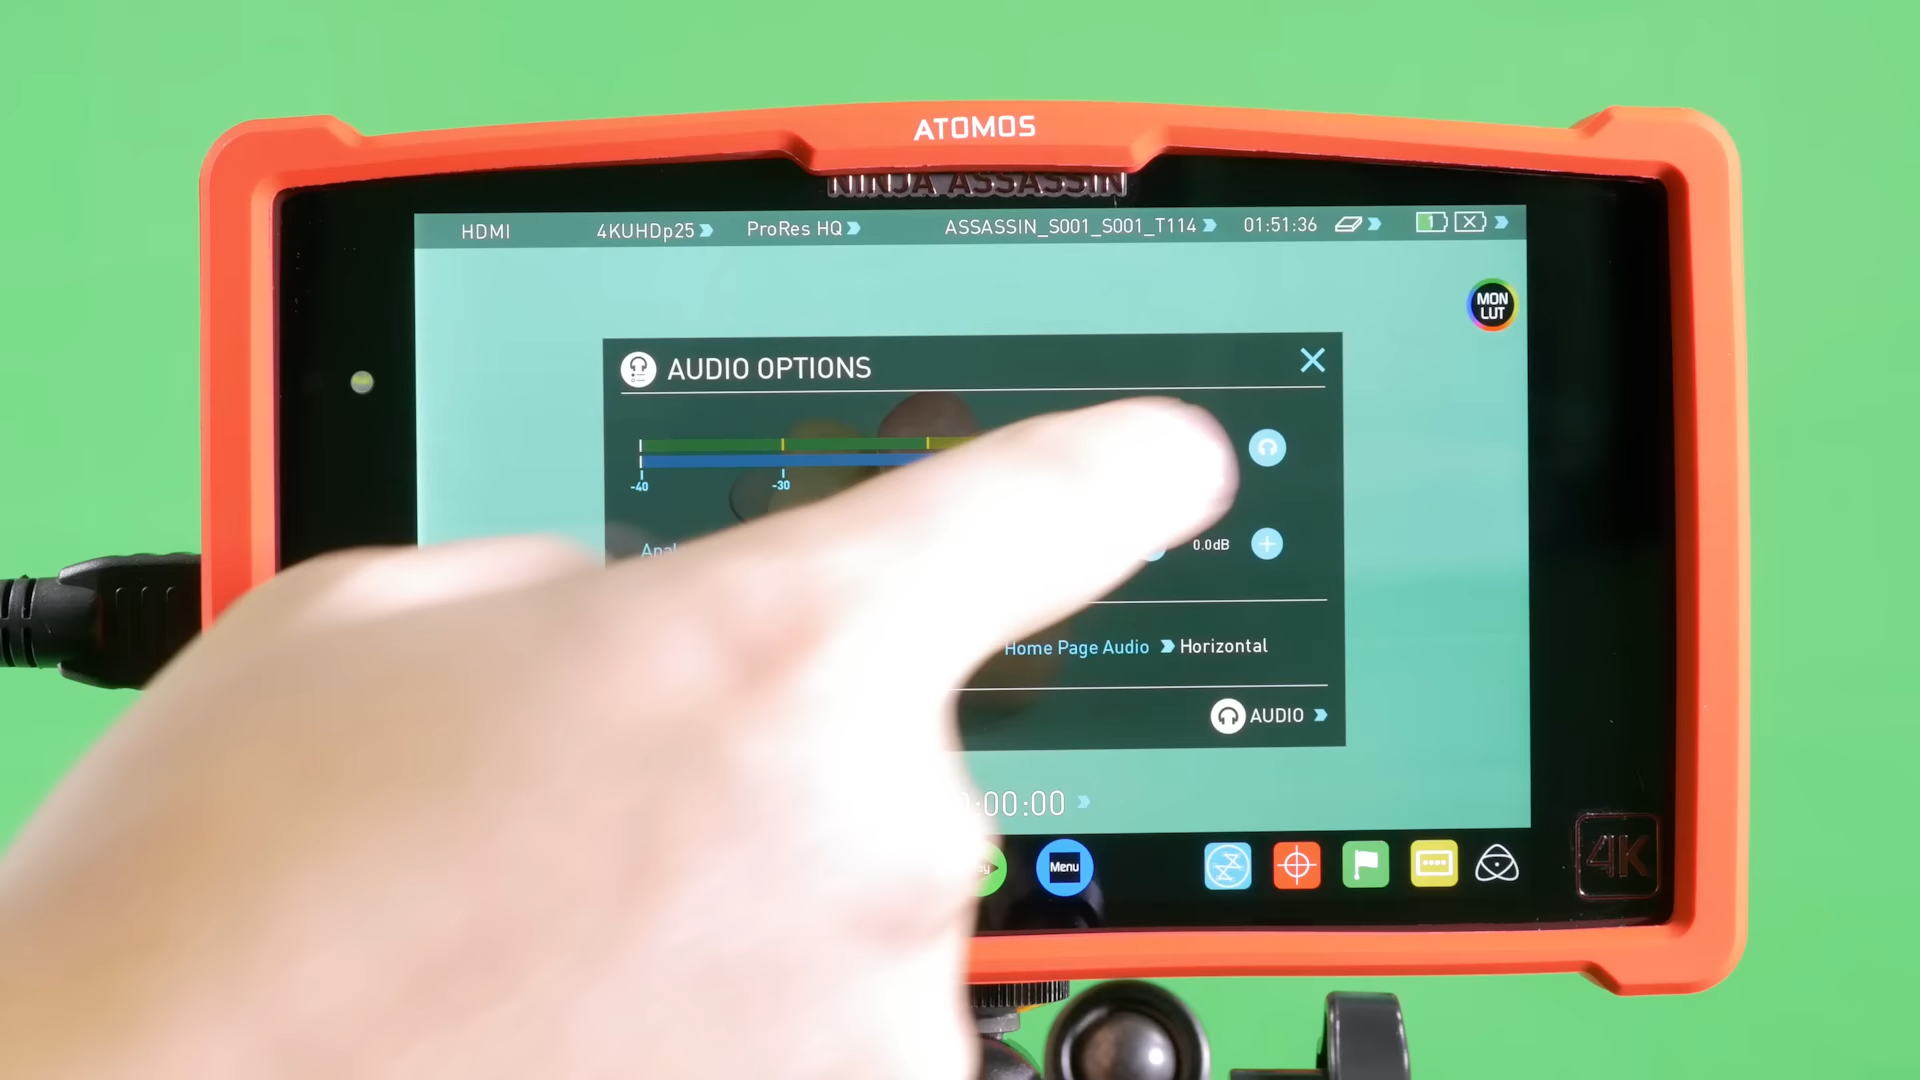 ATOMOS
NINJA ASSASSIN
HDMI 4KUHDp25 ProRes HQ ASSASSIN_S001_S001_T114 01:51:36 1
MON
LUT
AUDIO OPTIONS
-40 -30
0.0dB
Home Page Audio Horizontal
AUDIO
:00:00
Menu
4K